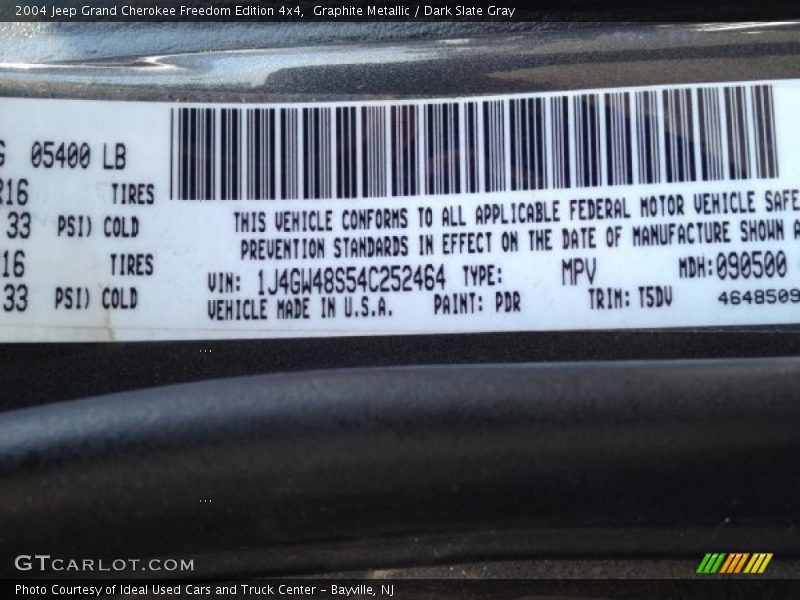 2004 Jeep Grand Cherokee Freedom Edition 4x4, Graphite Metallic / Dark Slate Gray
05400 LB
16 TIRES
33 PSI) COLD
16 TIRES
33 PSI) COLD
THIS VEHICLE CONFORMS TO ALL APPLICABLE FEDERAL MOTOR VEHICLE SAFE
PREVENTION STANDARDS IN EFFECT ON THE DATE OF MANUFACTURE SHOWN A
VIN: 1J4GW48S54C252464 TYPE: MPV MDH:090500
VEHICLE MADE IN U.S.A. PAINT: PDR TRIM: T5DV 4648509
GTCARLOT.COM
Photo Courtesy of Ideal Used Cars and Truck Center - Bayville, NJ